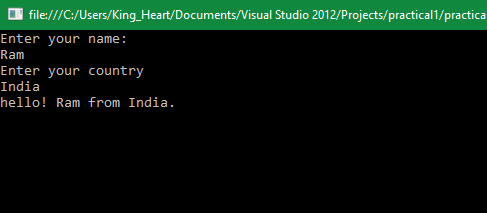 file:///C:/Users/King_Heart/Documents/Visual Studio 2012/Projects/practical1/practica
Enter your name:
Ram
Enter your country
India
hello! Ram from India.